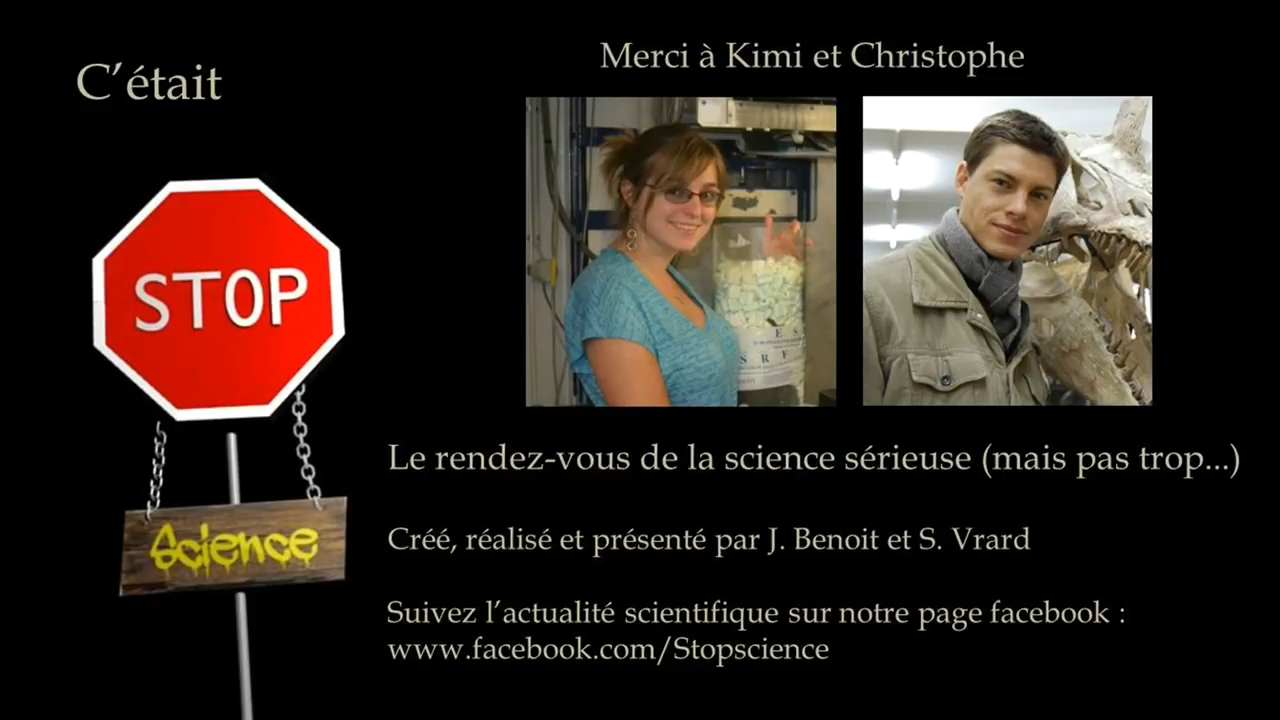 C'était
Merci à Kimi et Christophe
STOP
Science
E S
S R F
Le rendez-vous de la science sérieuse (mais pas trop...)
Créé, réalisé et présenté par J. Benoit et S. Vrard
Suivez l'actualité scientifique sur notre page facebook :
www.facebook.com/Stopscience